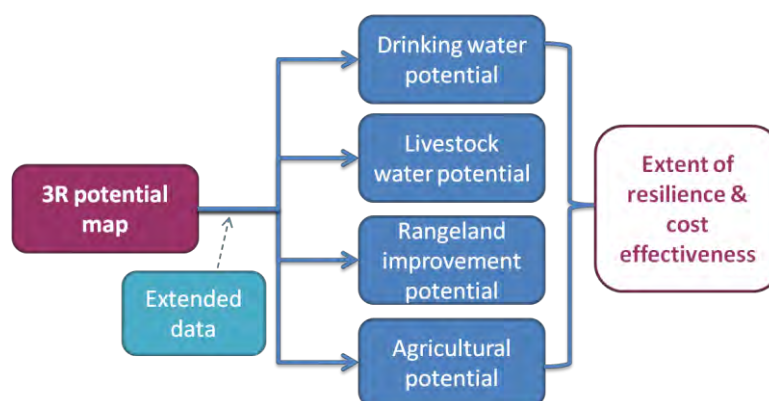 Drinking water
potential
Livestock
water potential
3R potential
map
Extent of
resilience &
cost
effectiveness
Rangeland
improvement
potential
Extended
data
Agricultural
potential